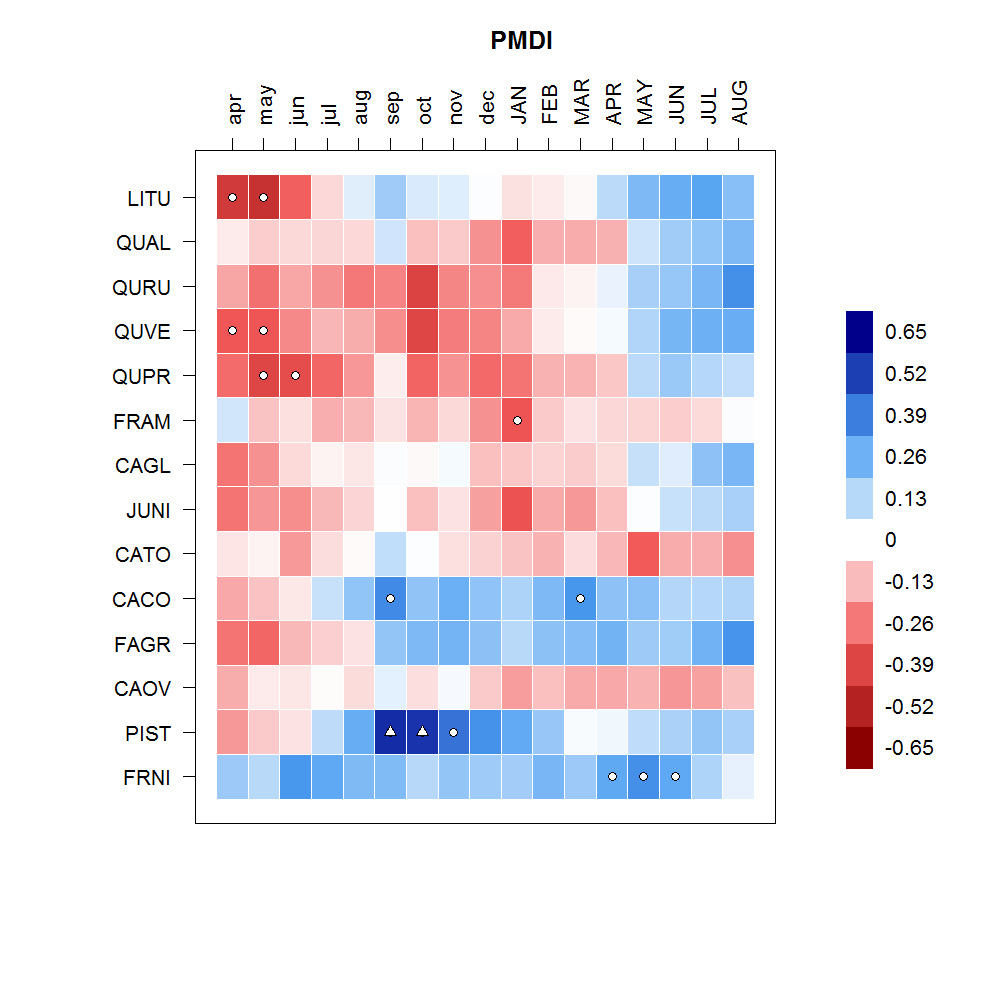 PMDI
apr may jun jul aug sep oct nov dec JAN FEB MAR APR MAY JUN JUL AUG
LITU
QUAL
QURU
QUVE
QUPR
FRAM
CAGL
JUNI
CATO
CACO
FAGR
CAOV
PIST
FRNI
0.65
0.52
0.39
0.26
0.13
0
-0.13
-0.26
-0.39
-0.52
-0.65